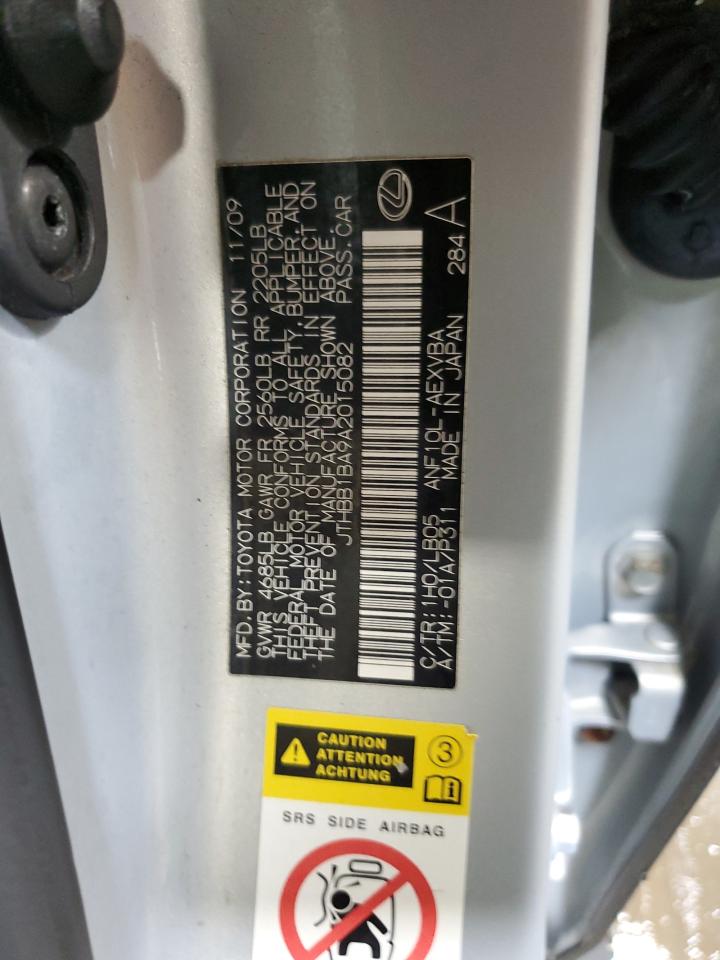 MFD. BY: TOYOTA MOTOR CORPORATION 11/09
GVWR 4685LB GAWR FR 2560LB RR 2205LB
THIS VEHICLE CONFORMS TO ALL APPLICABLE
FEDERAL MOTOR VEHICLE SAFETY, BUMPER AND
THEFT PREVENTION STANDARDS IN EFFECT ON
THE DATE OF MANUFACTURE SHOWN ABOVE.
JTHBB1BA9A2015082 PASS. CAR
C/TR: 1H0/LB05 ANF10L-AEXVBA 284 A
A/TM: -01A/P311 MADE IN JAPAN
CAUTION
ATTENTION
ACHTUNG
3
i
SRS SIDE AIRBAG